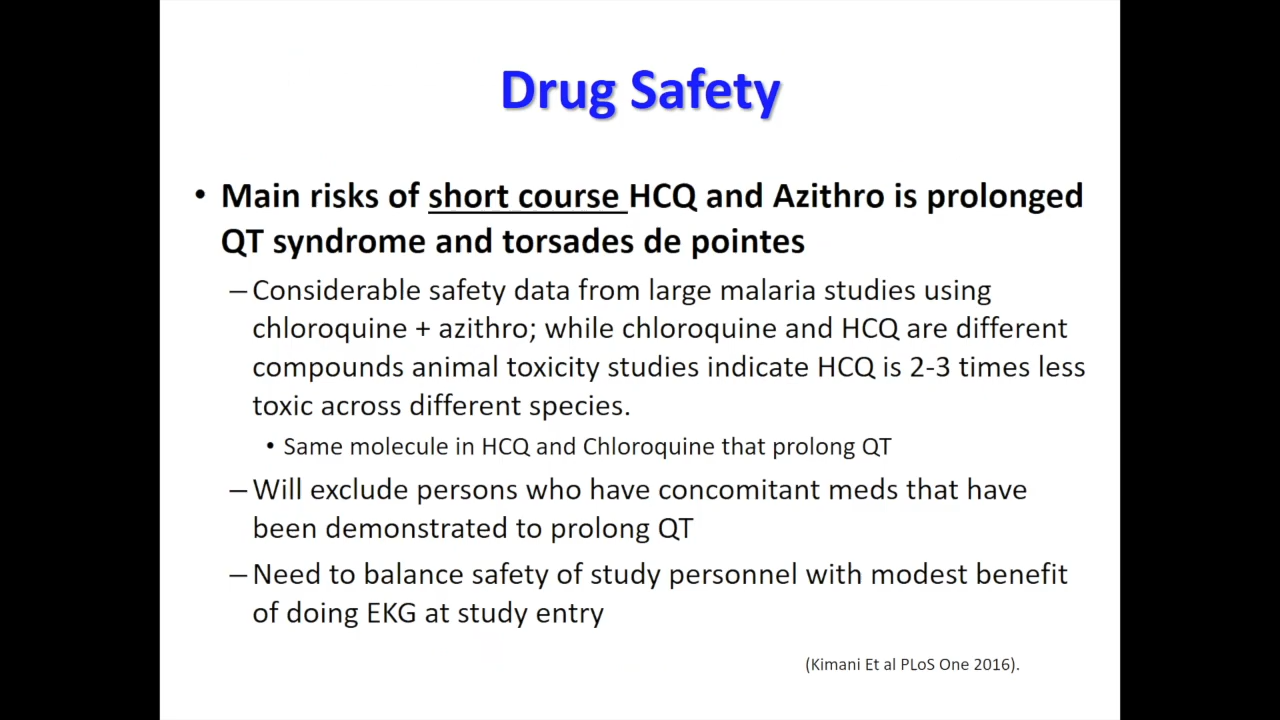 Drug Safety
• Main risks of short course HCQ and Azithro is prolonged
QT syndrome and torsades de pointes
– Considerable safety data from large malaria studies using
chloroquine + azithro; while chloroquine and HCQ are different
compounds animal toxicity studies indicate HCQ is 2-3 times less
toxic across different species.
• Same molecule in HCQ and Chloroquine that prolong QT
– Will exclude persons who have concomitant meds that have
been demonstrated to prolong QT
– Need to balance safety of study personnel with modest benefit
of doing EKG at study entry
(Kimani Et al PLoS One 2016).